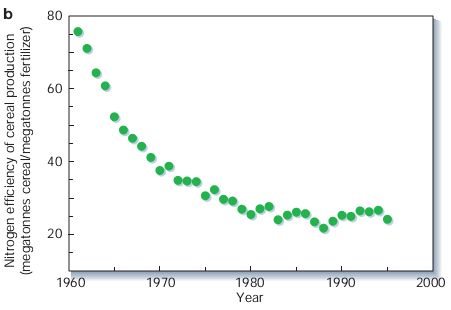 b
Nitrogen efficiency of cereal production
(megatonnes cereal/megatonnes fertilizer)
80
60
40
20
1960 1970 1980 1990 2000
Year